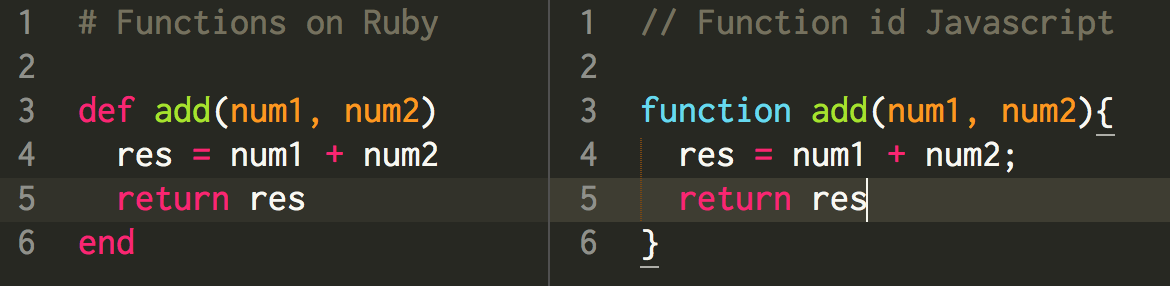 1 # Functions on Ruby
2
3 def add(num1, num2)
4   res = num1 + num2
5   return res
6 end
1 // Function id Javascript
2
3 function add(num1, num2){
4   res = num1 + num2;
5   return res
6 }